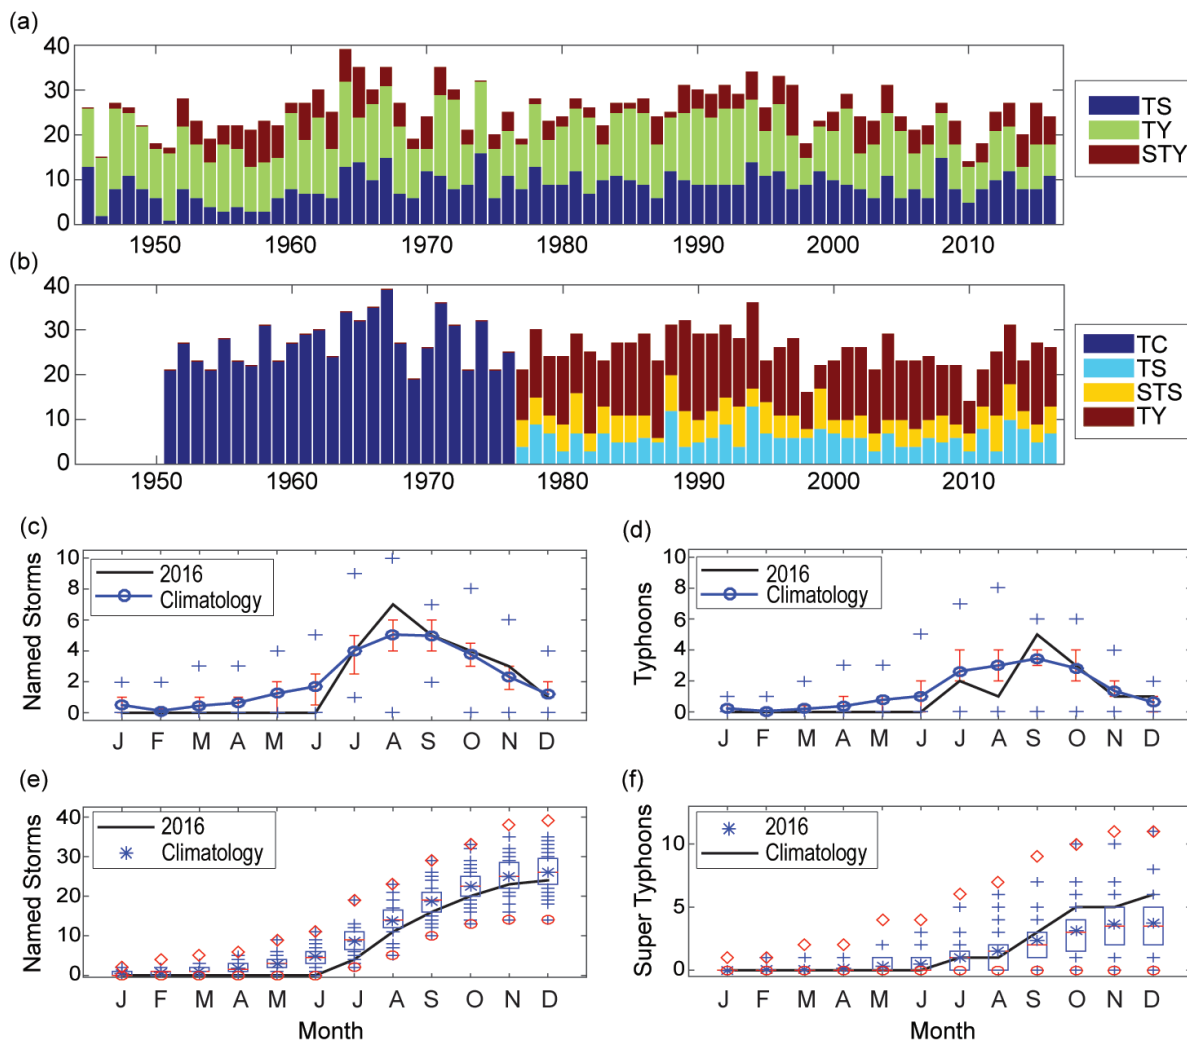 (a)
40
30
20
10
0
1950 1960 1970 1980 1990 2000 2010
TS
TY
STY
(b)
40
30
20
10
0
1950 1960 1970 1980 1990 2000 2010
TC
TS
STS
TY
(c)
Named Storms
10
8
6
4
2
0
2016
Climatology
J F M A M J J A S O N D
(d)
Typhoons
10
8
6
4
2
0
2016
Climatology
J F M A M J J A S O N D
(e)
Named Storms
40
30
20
10
0
2016
Climatology
J F M A M J J A S O N D
Month
(f)
Super Typhoons
10
5
0
2016
Climatology
J F M A M J J A S O N D
Month